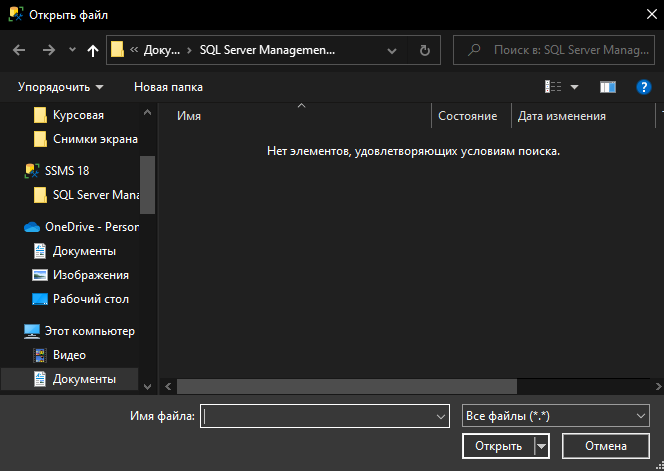 Открыть файл
Доку... SQL Server Managemen...
Поиск в: SQL Server Manag...
Упорядочить Новая папка
Имя Состояние Дата изменения
Нет элементов, удовлетворяющих условиям поиска.
Курсовая
Снимки экрана
SSMS 18
SQL Server Mana
OneDrive - Person
Документы
Изображения
Рабочий стол
Этот компьютер
Видео
Документы
Имя файла:
Все файлы (*.*)
Открыть Отмена